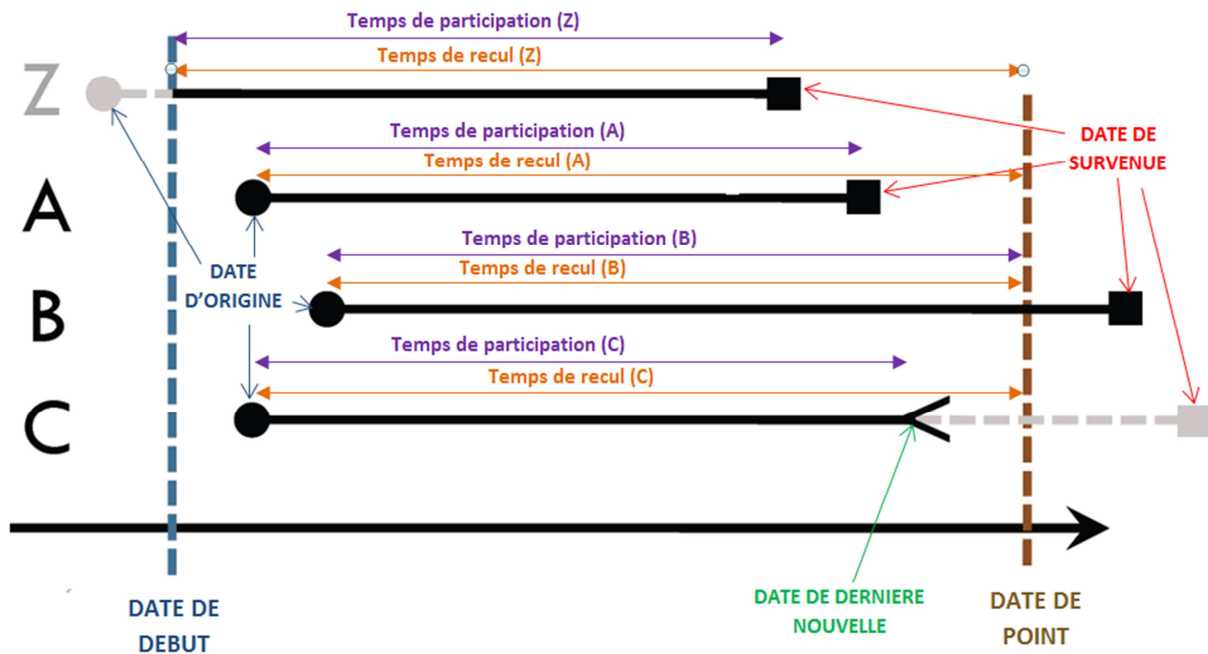 Temps de participation (Z)
Temps de recul (Z)
Z
Temps de participation (A)
Temps de recul (A)
DATE DE
SURVENUE
A
Temps de participation (B)
Temps de recul (B)
DATE
D'ORIGINE
B
Temps de participation (C)
Temps de recul (C)
C
DATE DE
DEBUT
DATE DE DERNIERE
NOUVELLE
DATE DE
POINT